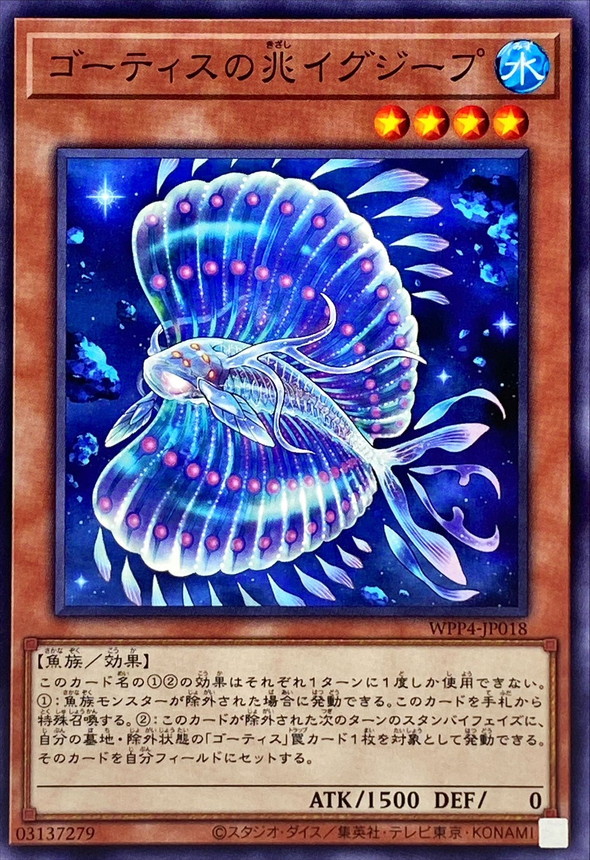 ゴーティスの兆イグジープ
きざし
水
みず
WPP4-JP018
【魚族／効果】
このカード名の①②の効果はそれぞれ1ターンに1度しか使用できない。
①：魚族モンスターが除外された場合に発動できる。このカードを手札から
特殊召喚する。②：このカードが除外された次のターンのスタンバイフェイズに、
自分の墓地・除外状態の「ゴーティス」罠カード1枚を対象として発動できる。
そのカードを自分フィールドにセットする。
ATK/1500 DEF/ 0
03137279
©スタジオ・ダイス／集英社・テレビ東京・KONAMI